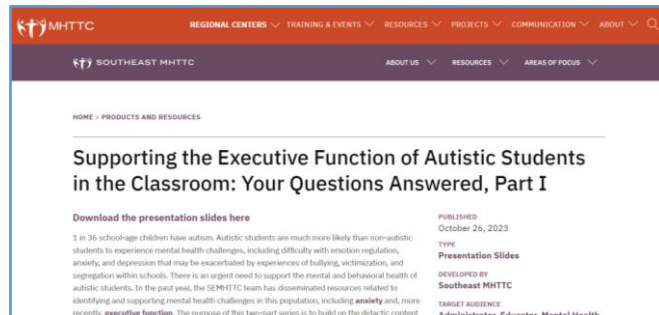 MHTTC
REGIONAL CENTERS TRAINING & EVENTS RESOURCES PROJECTS COMMUNICATION ABOUT
SOUTHEAST MHTTC
ABOUT US RESOURCES AREAS OF FOCUS
HOME > PRODUCTS AND RESOURCES
Supporting the Executive Function of Autistic Students
in the Classroom: Your Questions Answered, Part I
Download the presentation slides here
1 in 36 school-age children have autism. Autistic students are much more likely than non-autistic
students to experience mental health challenges, including difficulty with emotion regulation,
anxiety, and depression that may be exacerbated by experiences of bullying, victimization, and
segregation within schools. There is an urgent need to support the mental and behavioral health of
autistic students. In the past year, the SEMHTTC team has disseminated resources related to
identifying and supporting mental health challenges in this population, including anxiety and, more
recently, executive function. The purpose of this two-part series is to build on the didactic content
PUBLISHED
October 26, 2023
TYPE
Presentation Slides
DEVELOPED BY
Southeast MHTTC
TARGET AUDIENCE
Administrator, Educator, Mental Health